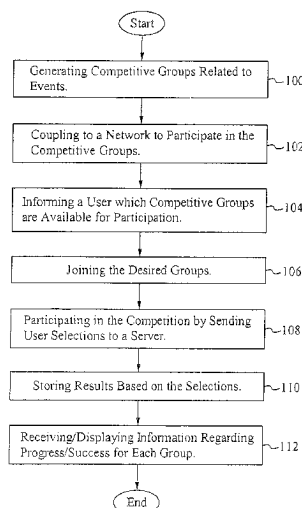 Start
Generating Competitive Groups Related to
Events.
100
Coupling to a Network to Participate in the
Competitive Groups.
102
Informing a User which Competitive Groups
are Available for Participation.
104
Joining the Desired Groups.
106
Participating in the Competition by Sending
User Selections to a Server.
108
Storing Results Based on the Selections.
110
Receiving/Displaying Information Regarding
Progress/Success for Each Group.
112
End